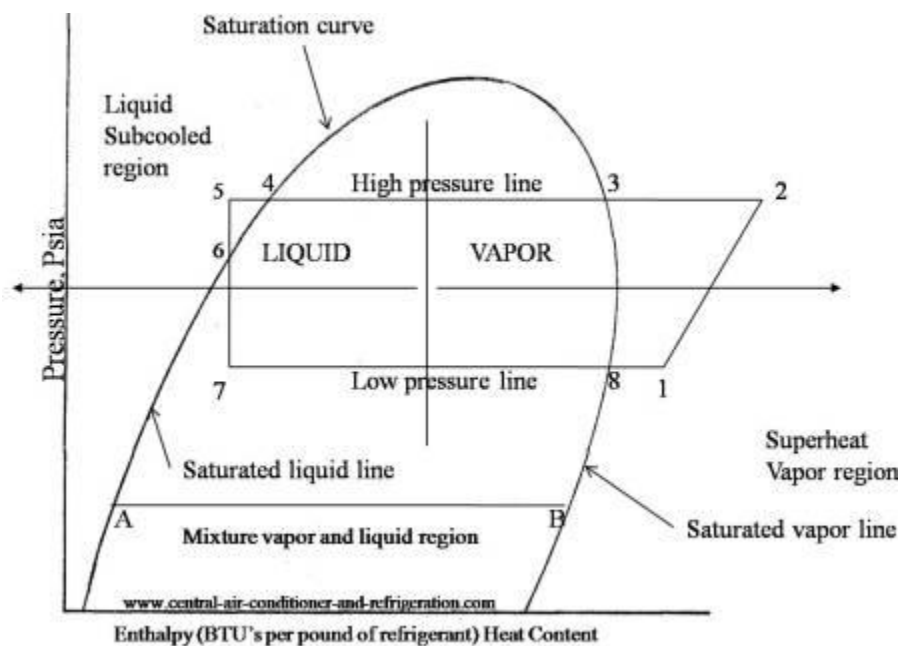 Saturation curve
Liquid
Subcooled
region
5
4
High pressure line
3
2
6
LIQUID
VAPOR
Pressure, Psia
7
Low pressure line
8
1
Superheat
Vapor region
Saturated liquid line
A
B
Mixture vapor and liquid region
Saturated vapor line
www.central-air-conditioner-and-refrigeration.com
Enthalpy (BTU's per pound of refrigerant) Heat Content